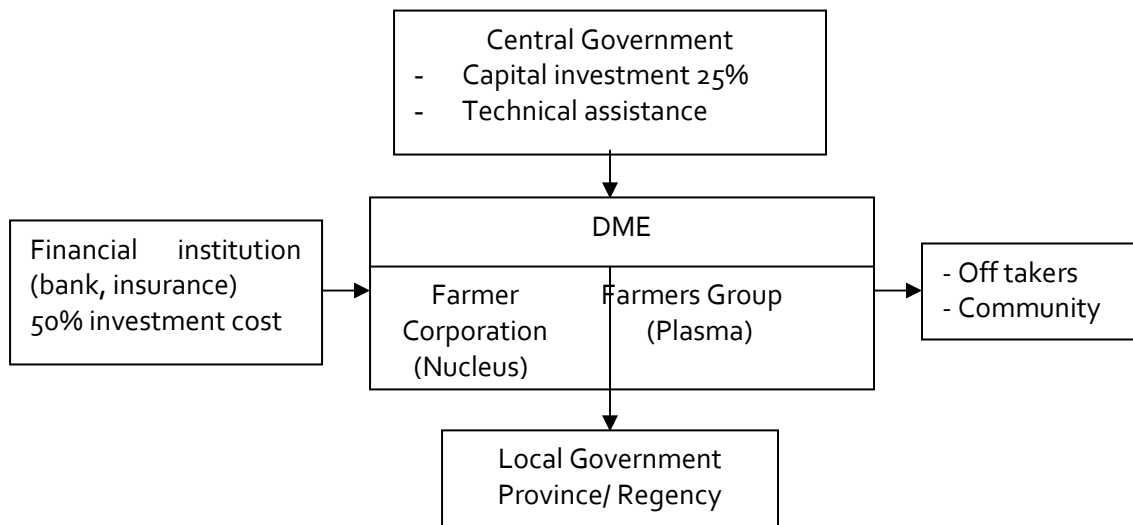 Central Government
- Capital investment 25%
- Technical assistance
DME
Financial institution
(bank, insurance)
50% investment cost
Farmer
Corporation
(Nucleus)
Farmers Group
(Plasma)
- Off takers
- Community
Local Government
Province/ Regency